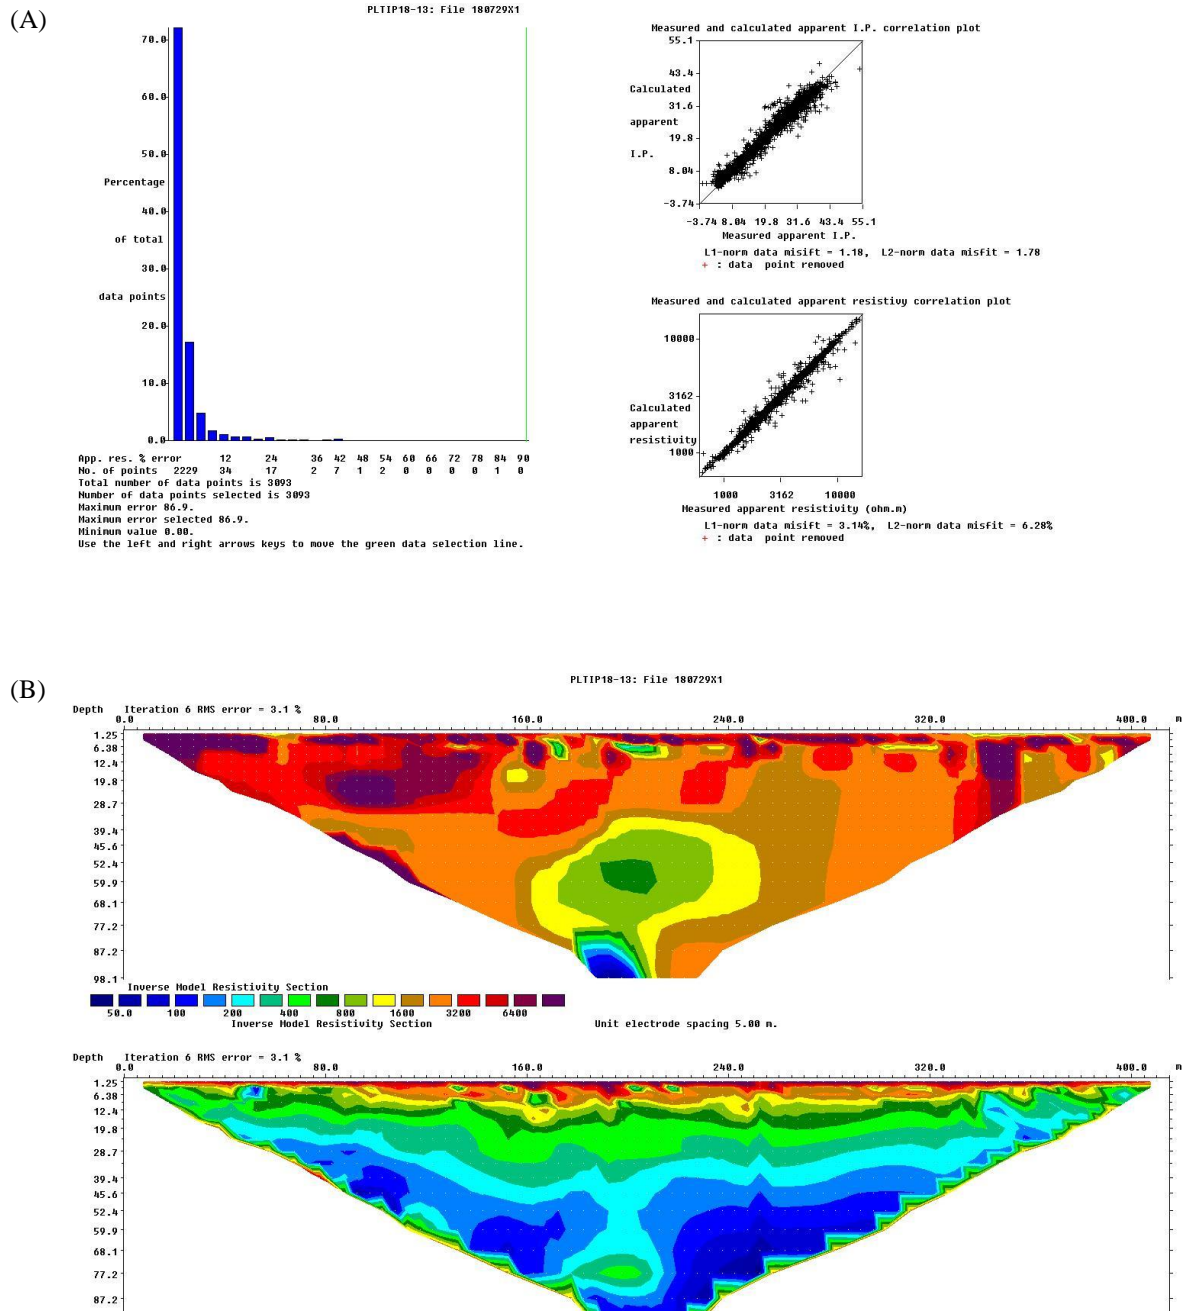 (A)
PLTIP18-13: File 180729X1
70.0
60.0
50.0
Percentage
40.0
of total
30.0
data points
20.0
10.0
0.0
App. res. % error 12 24 36 42 48 54 60 66 72 78 84 90
No. of points 2229 34 17 2 7 1 2 0 0 0 0 1 0
Total number of data points is 3093
Number of data points selected is 3093
Maximum error 86.9.
Maximum error selected 86.9.
Minimum value 0.00.
Use the left and right arrows keys to move the green data selection line.
Measured and calculated apparent I.P. correlation plot
55.1
43.4
Calculated
31.6
apparent
19.8
I.P.
8.04
-3.74
-3.74 8.04 19.8 31.6 43.4 55.1
Measured apparent I.P.
L1-norm data misift = 1.18, L2-norm data misfit = 1.78
+ : data point removed
Measured and calculated apparent resistivy correlation plot
10000
3162
Calculated
apparent
resistivity
1000
1000 3162 10000
Measured apparent resistivity (ohm.m)
L1-norm data misift = 3.14%, L2-norm data misfit = 6.28%
+ : data point removed
(B)
PLTIP18-13: File 180729X1
Depth Iteration 6 RMS error = 3.1 %
0.0 80.0 160.0 240.0 320.0 400.0 m
1.25
6.38
12.4
19.8
28.7
39.4
45.6
52.4
59.9
68.1
77.2
87.2
98.1
Inverse Model Resistivity Section
50.0 100 200 400 800 1600 3200 6400
Inverse Model Resistivity Section Unit electrode spacing 5.00 m.
Depth Iteration 6 RMS error = 3.1 %
0.0 80.0 160.0 240.0 320.0 400.0 m
1.25
6.38
12.4
19.8
28.7
39.4
45.6
52.4
59.9
68.1
77.2
87.2